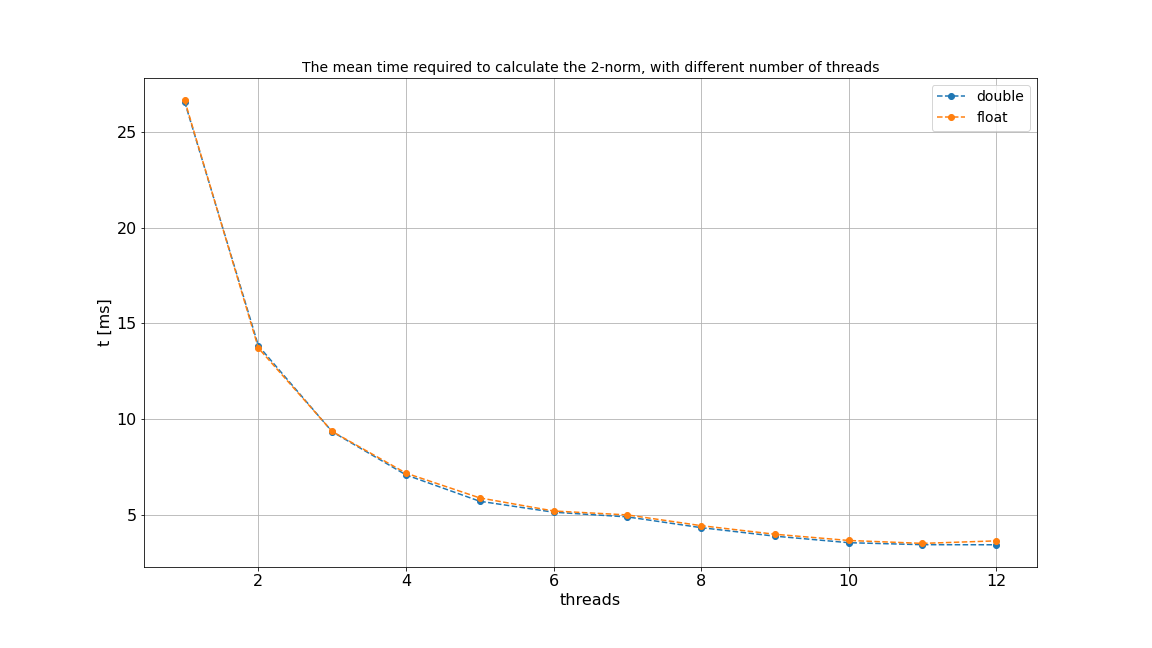 The mean time required to calculate the 2-norm, with different number of threads
double
float
25
20
15
10
5
t [ms]
2 4 6 8 10 12
threads